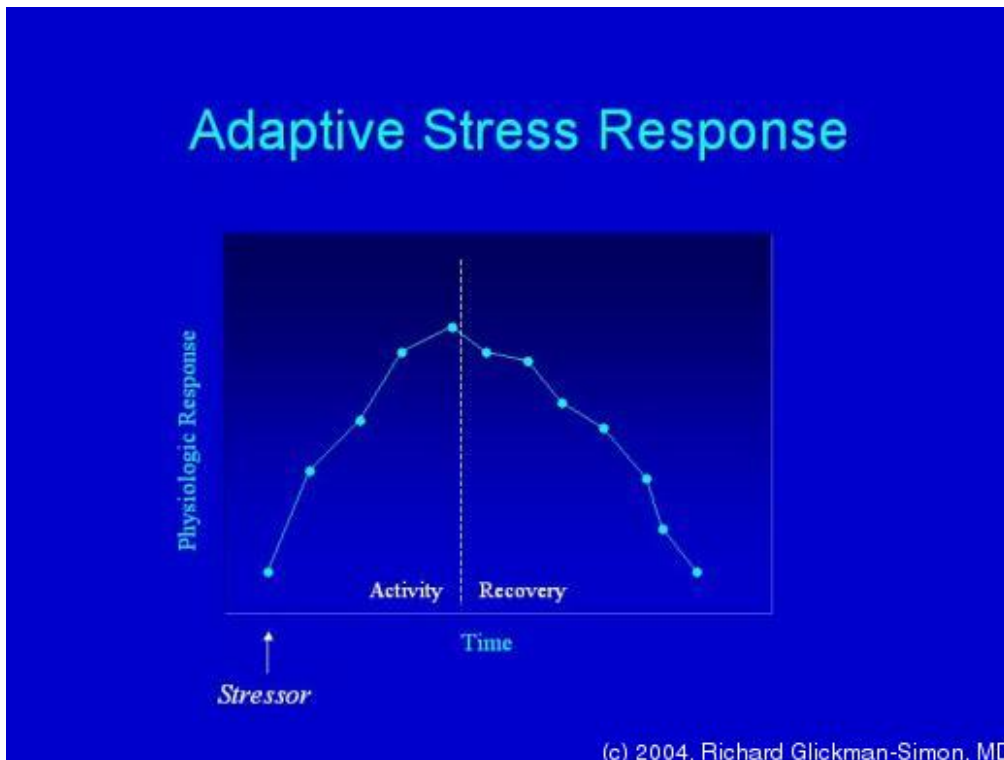 Adaptive Stress Response
Physiologic Response
Activity
Recovery
Time
Stressor
(c) 2004, Richard Glickman-Simon, MD